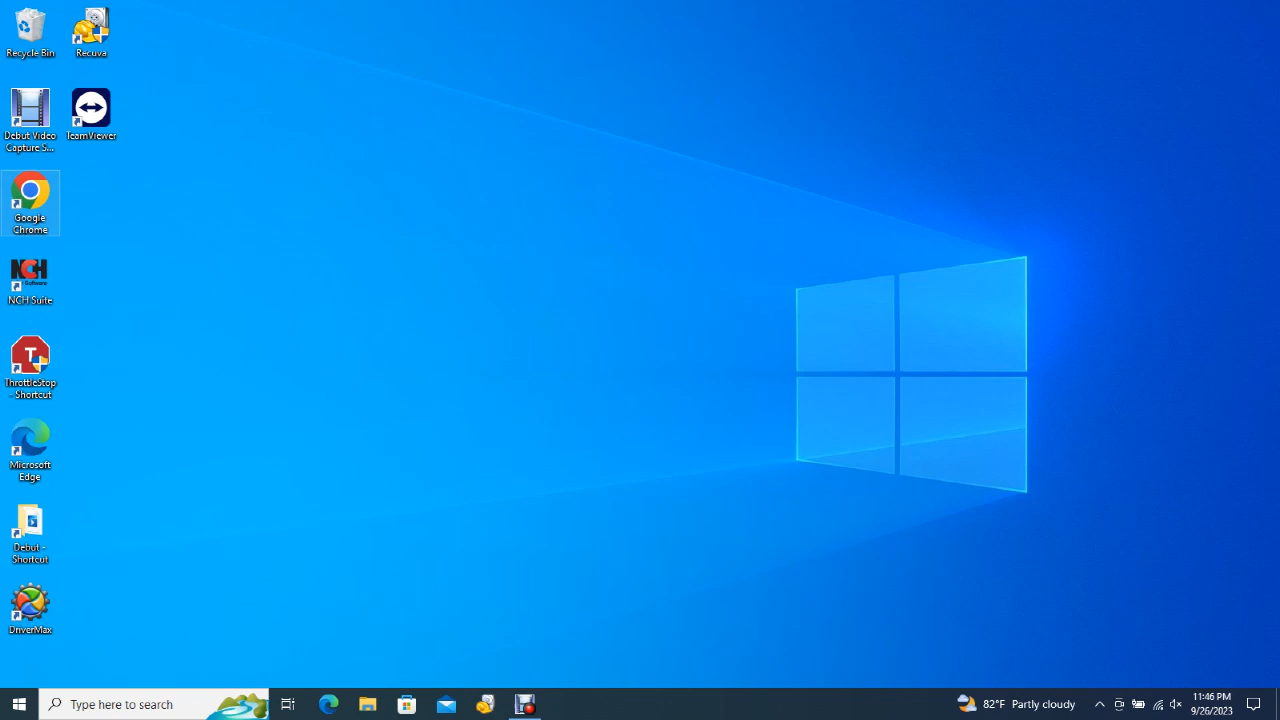 Recycle Bin
Recuva
Debut Video
Capture S...
TeamViewer
Google
Chrome
NCH
Software
NCH Suite
T
ThrottleStop
- Shortcut
Microsoft
Edge
Debut -
Shortcut
DriverMax
Type here to search
82°F Partly cloudy
11:46 PM
9/26/2023